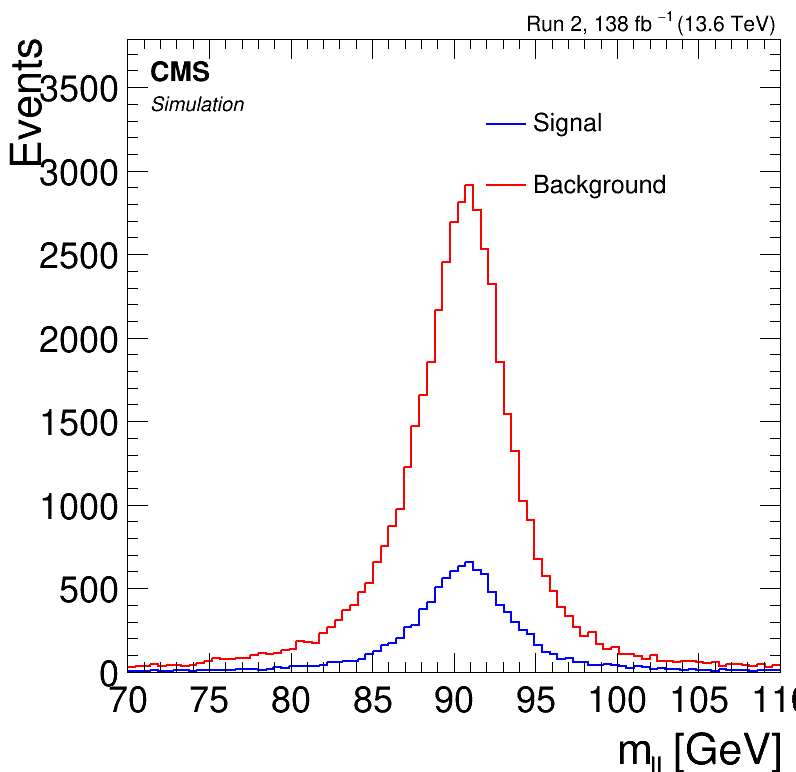 Run 2, 138 fb⁻¹ (13.6 TeV)
CMS
Simulation
Events
Signal
Background
3500
3000
2500
2000
1500
1000
500
0
70 75 80 85 90 95 100 105 110
m_ll [GeV]